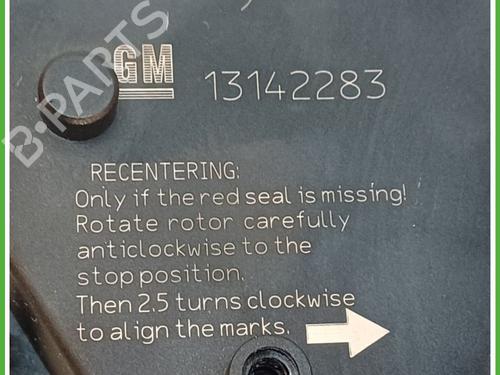 GM 13142283
B-PARTS
RECENTERING:
Only if the red seal is missing!
Rotate rotor carefully
anticlockwise to the
stop position.
Then 2.5 turns clockwise
to align the marks.